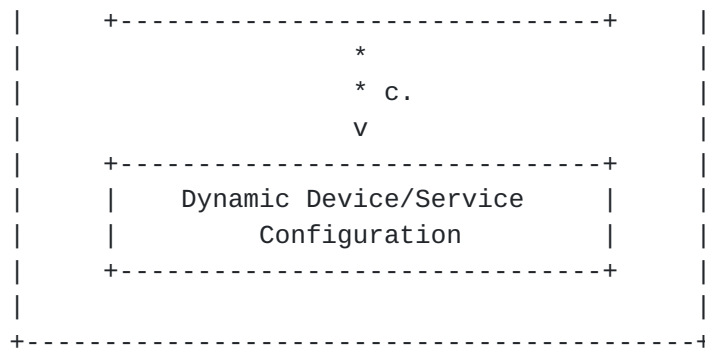 |     +-------------------------------+     |
|                     *                     |
|                     * c.                  |
|                     v                     |
|     +-------------------------------+     |
|     |    Dynamic Device/Service     |     |
|     |         Configuration         |     |
|     +-------------------------------+     |
|                                           |
+-------------------------------------------+